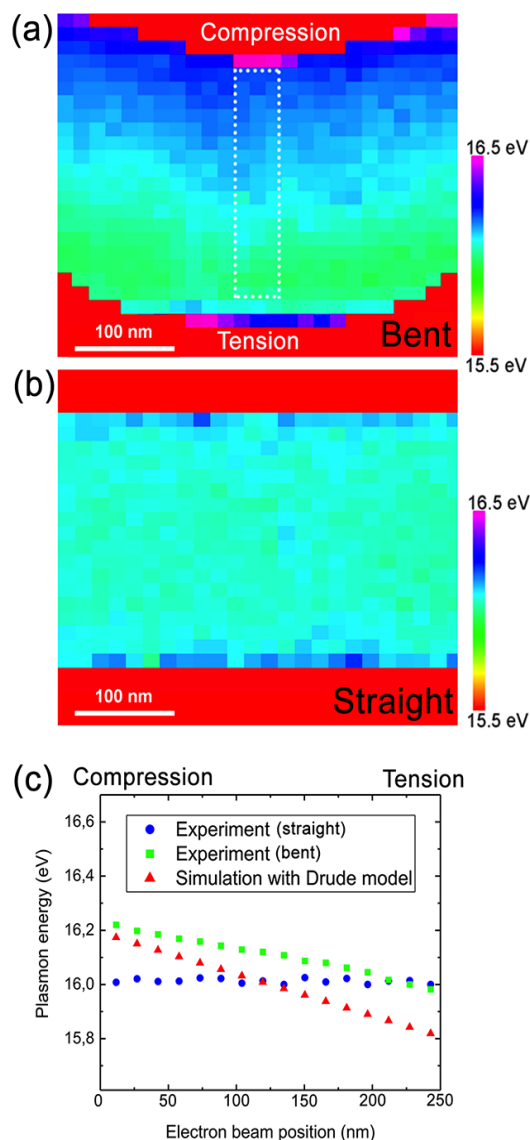 (a)
Compression
16.5 eV
100 nm
Tension
Bent
15.5 eV
(b)
16.5 eV
100 nm
Straight
15.5 eV
(c)
Compression
Tension
16,6
16,4
16,2
16,0
15,8
Plasmon energy (eV)
Experiment (straight)
Experiment (bent)
Simulation with Drude model
0
50
100
150
200
250
Electron beam position (nm)